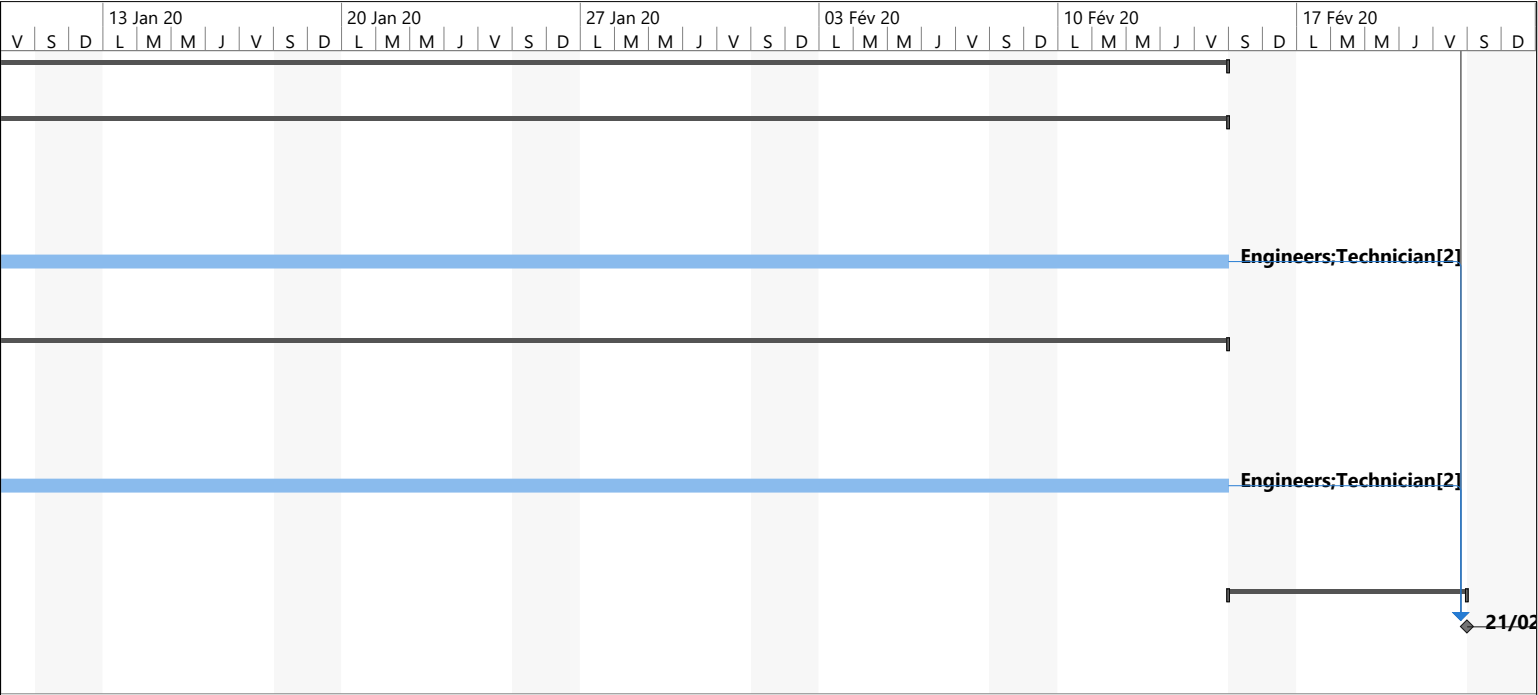 13 Jan 20 20 Jan 20 27 Jan 20 03 Fév 20 10 Fév 20 17 Fév 20
V S D L M M J V S D L M M J V S D L M M J V S D L M M J V S D L M M J V S D L M M J V S D
Engineers;Technician[2]
Engineers;Technician[2]
21/02